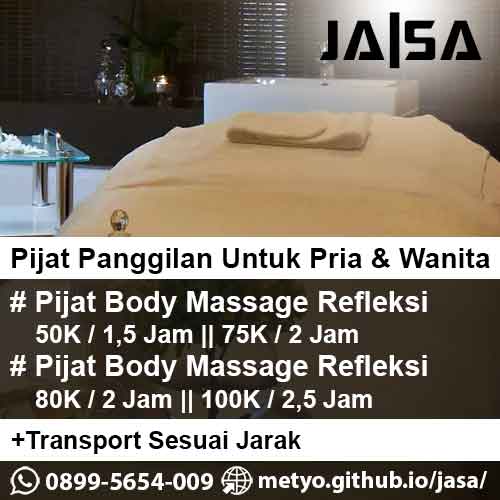 JA|SA
Pijat Panggilan Untuk Pria & Wanita
# Pijat Body Massage Refleksi
50K / 1,5 Jam || 75K / 2 Jam
# Pijat Body Massage Refleksi
80K / 2 Jam || 100K / 2,5 Jam
+Transport Sesuai Jarak
0899-5654-009 metyo.github.io/jasa/